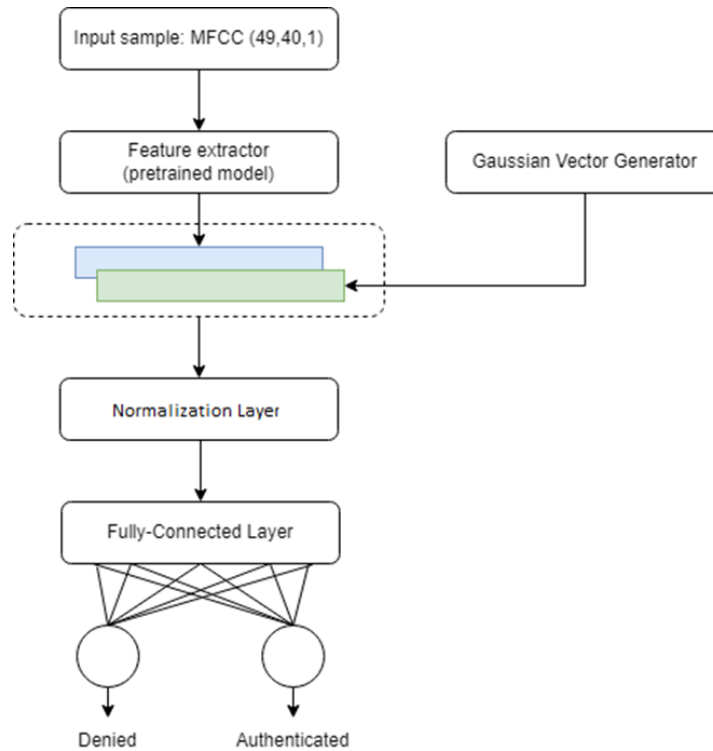 Input sample: MFCC (49,40,1)
Feature extractor
(pretrained model)
Gaussian Vector Generator
Normalization Layer
Fully-Connected Layer
Denied
Authenticated